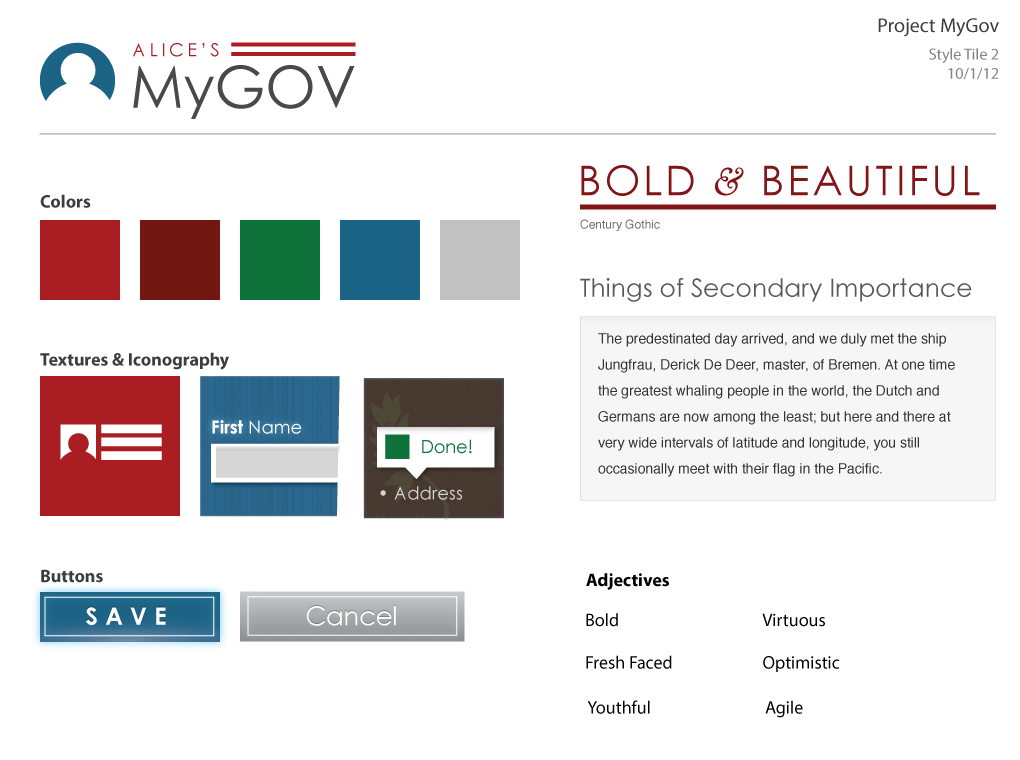 ALICE'S
MyGOV
Project MyGov
Style Tile 2
10/1/12
Colors
Textures & Iconography
First Name
Done!
• Address
Buttons
SAVE
Cancel
BOLD & BEAUTIFUL
Century Gothic
Things of Secondary Importance
The predestinated day arrived, and we duly met the ship
Jungfrau, Derick De Deer, master, of Bremen. At one time
the greatest whaling people in the world, the Dutch and
Germans are now among the least; but here and there at
very wide intervals of latitude and longitude, you still
occasionally meet with their flag in the Pacific.
Adjectives
Bold
Virtuous
Fresh Faced
Optimistic
Youthful
Agile